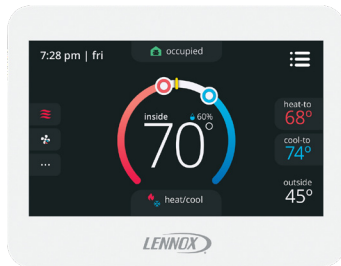 7:28 pm | fri
occupied
inside
60%
70°
heat-to
68°
cool-to
74°
outside
45°
heat/cool
LENNOX